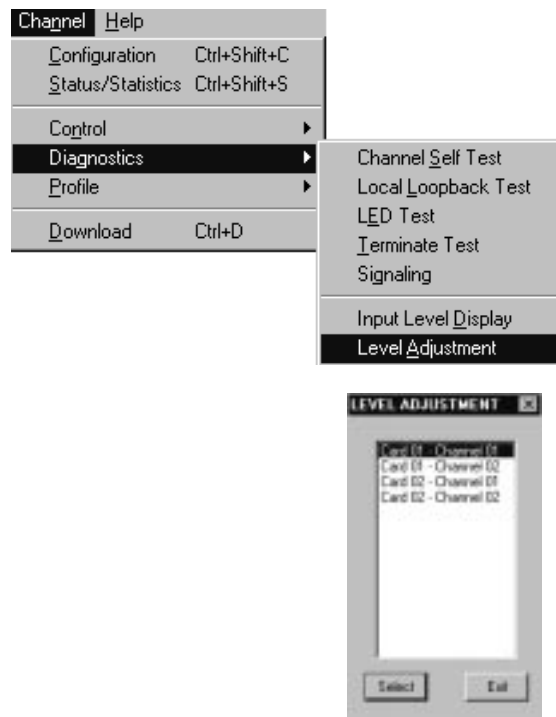 Channel Help
Configuration Ctrl+Shift+C
Status/Statistics Ctrl+Shift+S
Control
Diagnostics
Profile
Download Ctrl+D
Channel Self Test
Local Loopback Test
LED Test
Terminate Test
Signaling
Input Level Display
Level Adjustment
LEVEL ADJUSTMENT
Card 01 - Channel 01
Card 01 - Channel 02
Card 02 - Channel 01
Card 02 - Channel 02
Select Exit